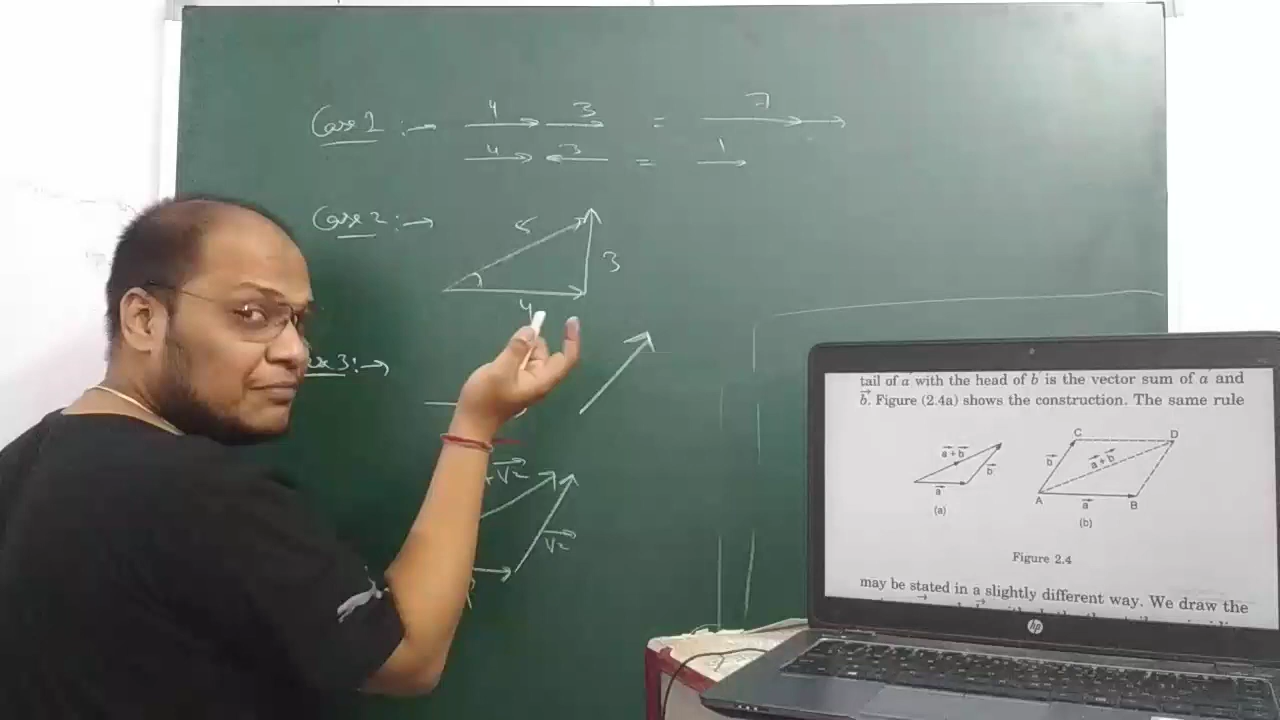 Case 1 :→ 4 3 = 7
4 3 = 1
Case 2 :→ 5
3
4
3 :→
+ V2
V2
tail of a with the head of b is the vector sum of a and
b. Figure (2.4a) shows the construction. The same rule
a+b b a (a)
C D b a+b A a B (b)
Figure 2.4
may be stated in a slightly different way. We draw the
hp